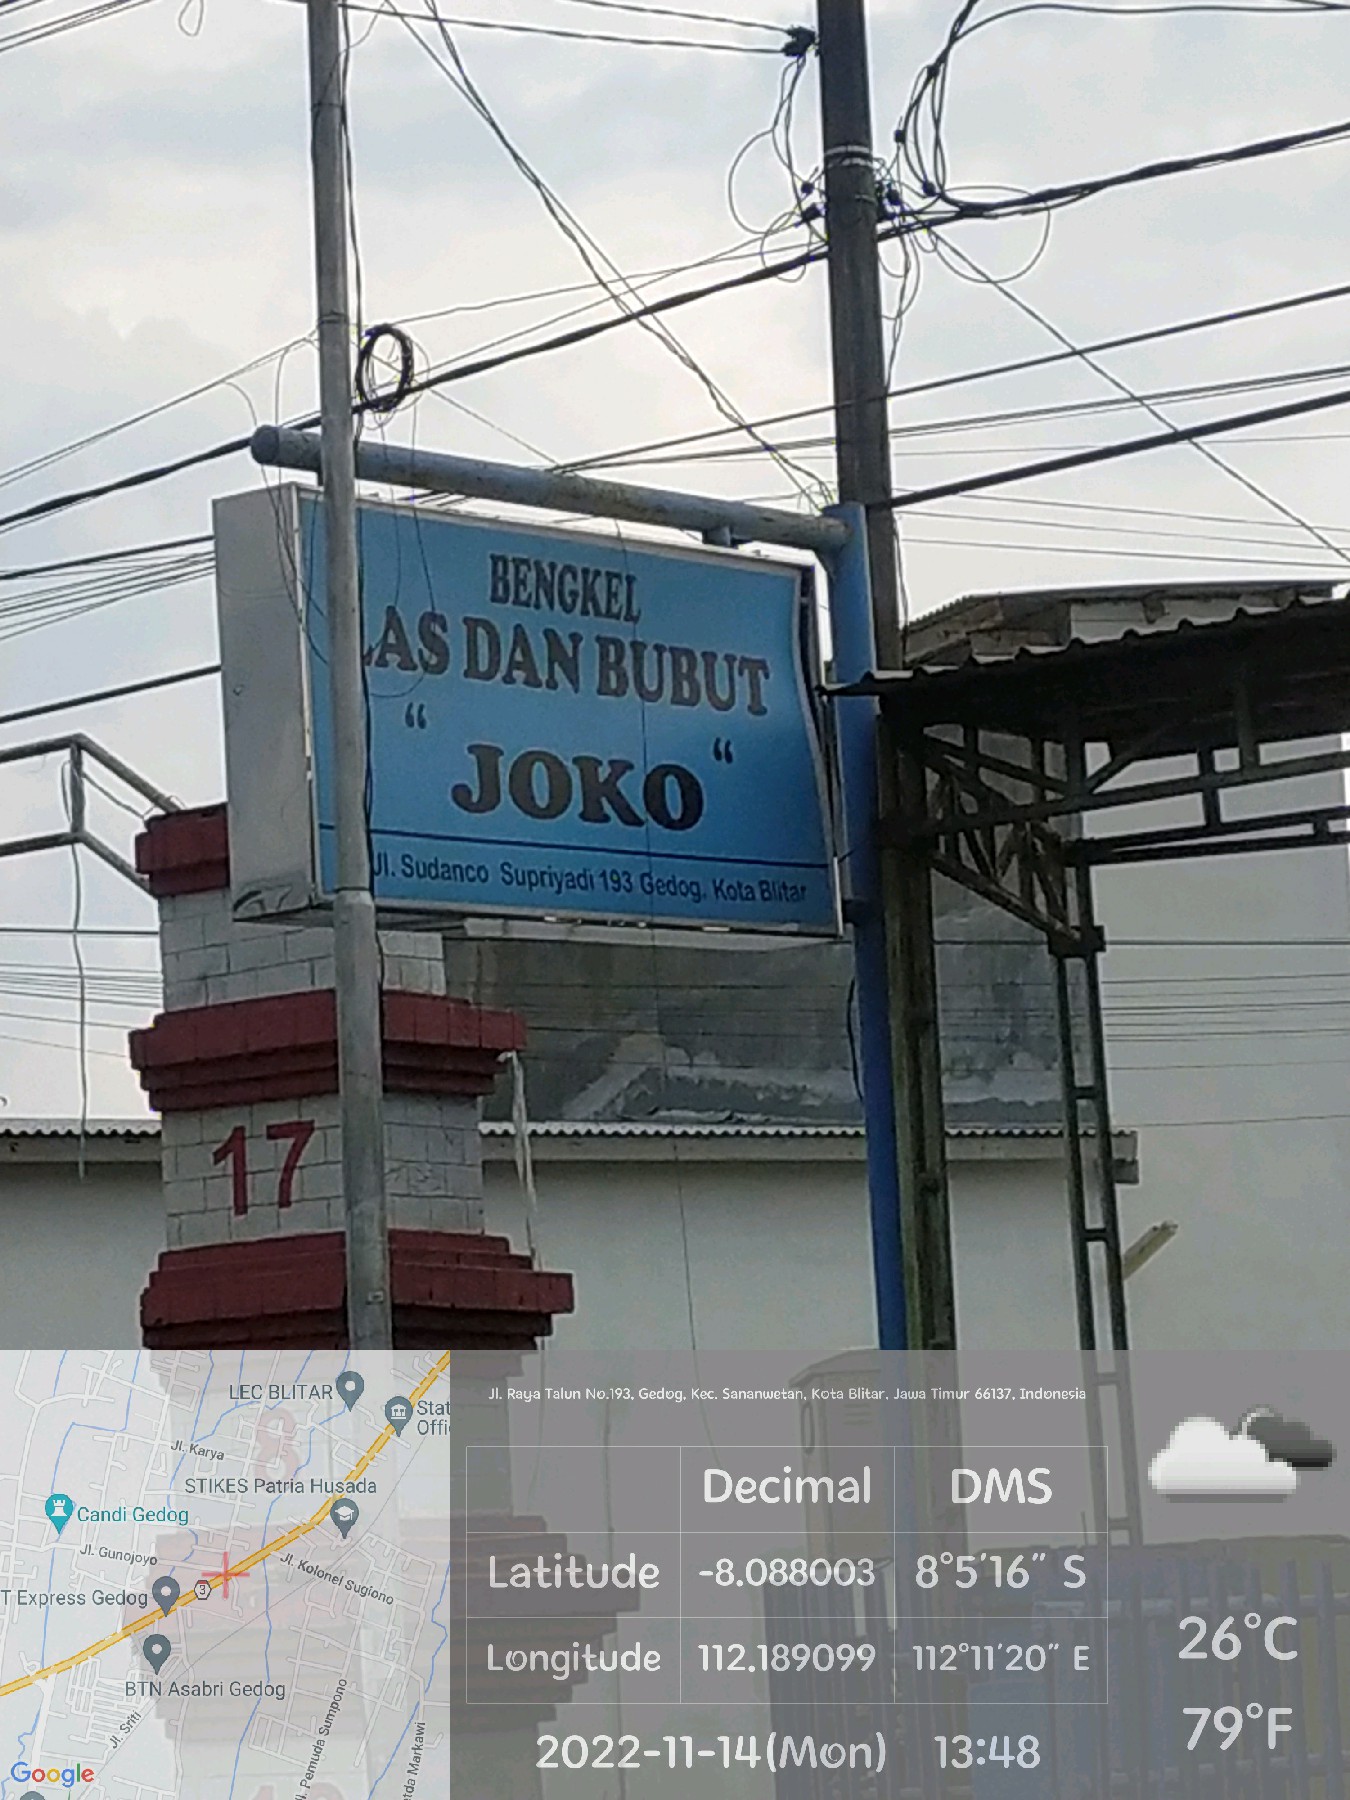 BENGKEL
LAS DAN BUBUT
“ JOKO “
Jl. Sudanco Supriyadi 193 Gedog. Kota Blitar
17
Jl. Raya Talun No.193, Gedog, Kec. Sananwetan, Kota Blitar, Jawa Timur 66137, Indonesia
Decimal DMS
Latitude -8.088003 8°5'16" S
Longitude 112.189099 112°11'20" E
2022-11-14(Mon) 13:48
26°C
79°F
LEC BLITAR
Stat
Offi
Jl. Karya
STIKES Patria Husada
Candi Gedog
Jl. Gunojoyo
Jl. Kolonel Sugiono
T Express Gedog
3
BTN Asabri Gedog
Jl. Sriti
Pemuda Sumpono
Markawi
Google